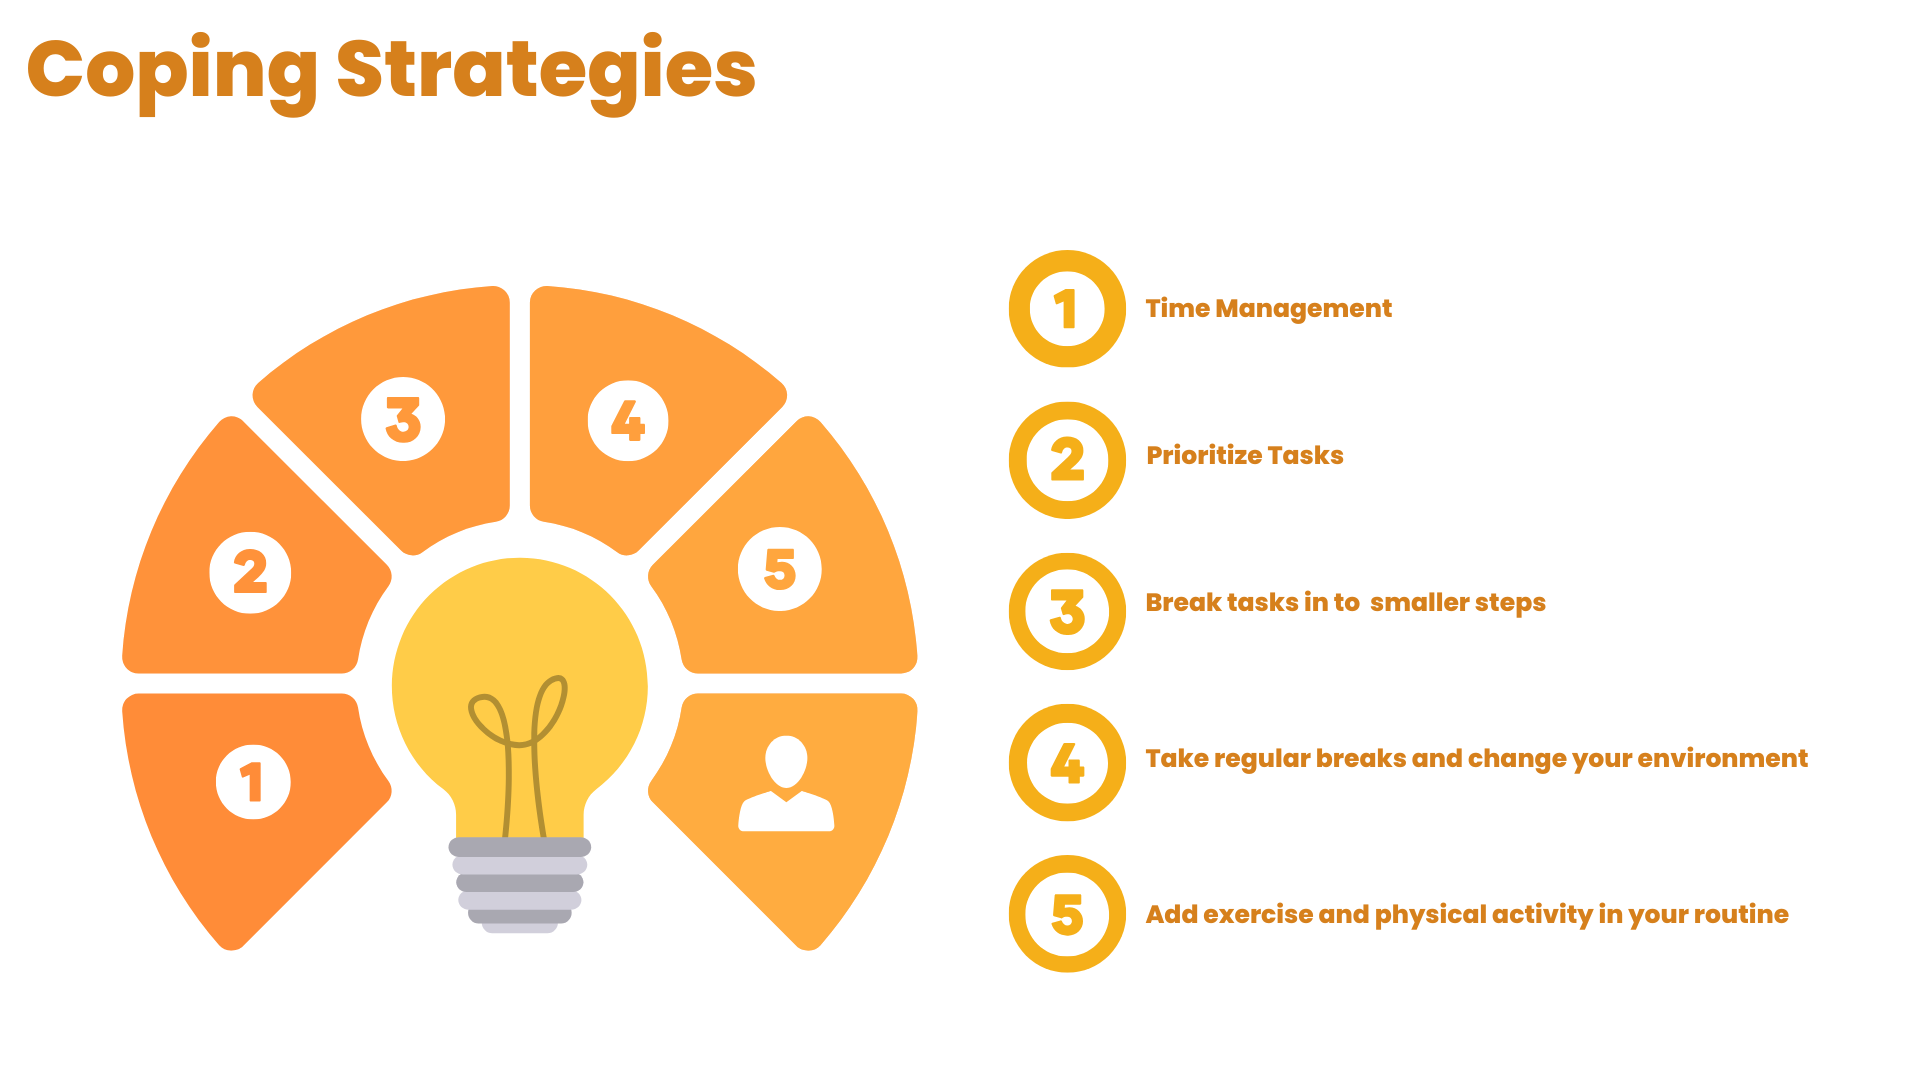 Coping Strategies
3
4
2
5
1
1
Time Management
2
Prioritize Tasks
3
Break tasks in to  smaller steps
4
Take regular breaks and change your environment
5
Add exercise and physical activity in your routine